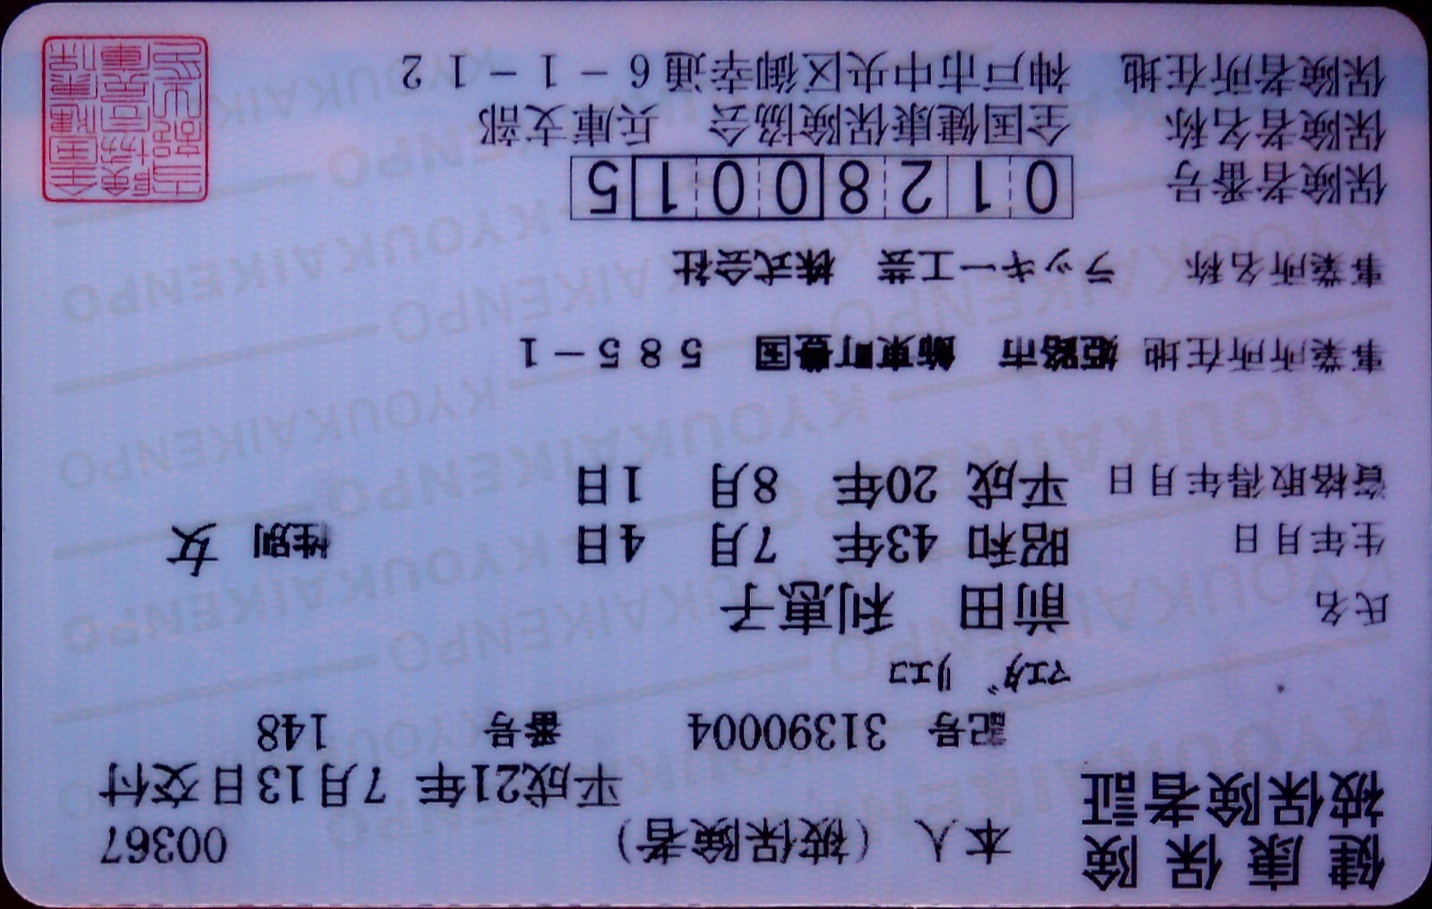 健康保険 本人（被保険者） 00367
被保険者証 平成21年 7月13日交付
記号 31390004 番号 148
ﾏｴﾀﾞ ﾘｴｺ
氏名 前田 利恵子
生年月日 昭和 43年 7月 4日 性別 女
資格取得年月日 平成 20年 8月 1日
事業所所在地 姫路市 飾東町豊国 585-1
事業所名称 ラッキー工芸 株式会社
保険者番号 01280015
保険者名称 全国健康保険協会 兵庫支部
保険者所在地 神戸市中央区御幸通6-1-12
KYOUKAIKENPO